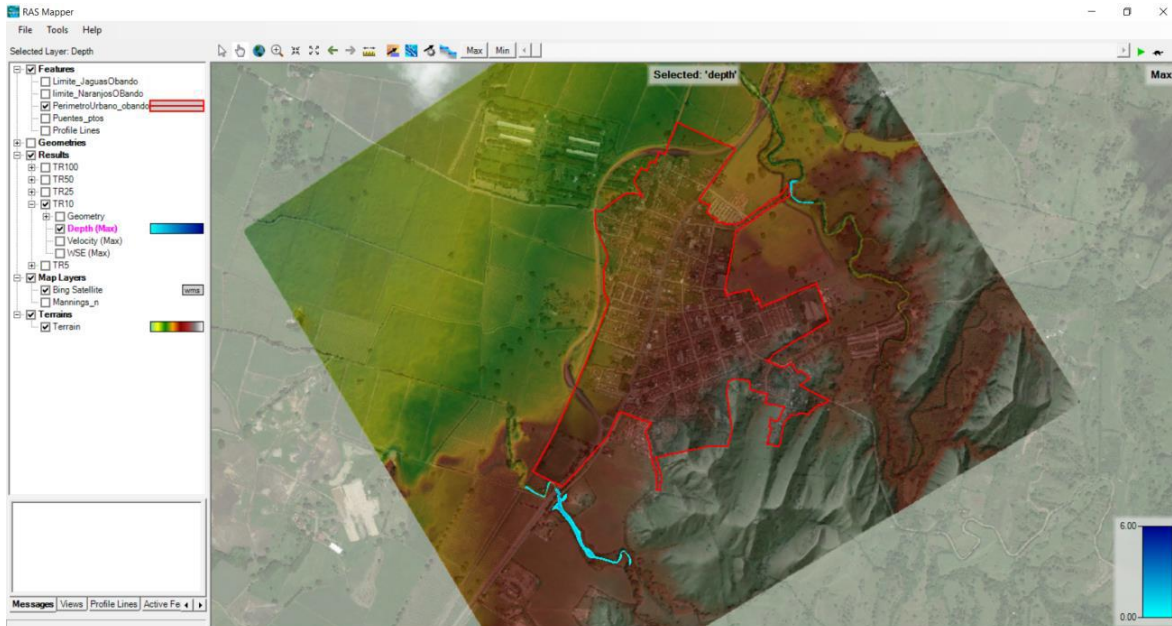 RAS Mapper
File Tools Help
Selected Layer: Depth
Max Min
Features
Limite_JaguasObando
limite_NaranjosOBando
PerimetroUrbano_obando
Puentes_ptos
Profile Lines
Geometries
Results
TR100
TR50
TR25
TR10
Geometry
Depth (Max)
Velocity (Max)
WSE (Max)
TR5
Map Layers
Bing Satellite wms
Mannings_n
Terrains
Terrain
Messages Views Profile Lines Active Fe
Selected: 'depth'
Max
6.00
0.00